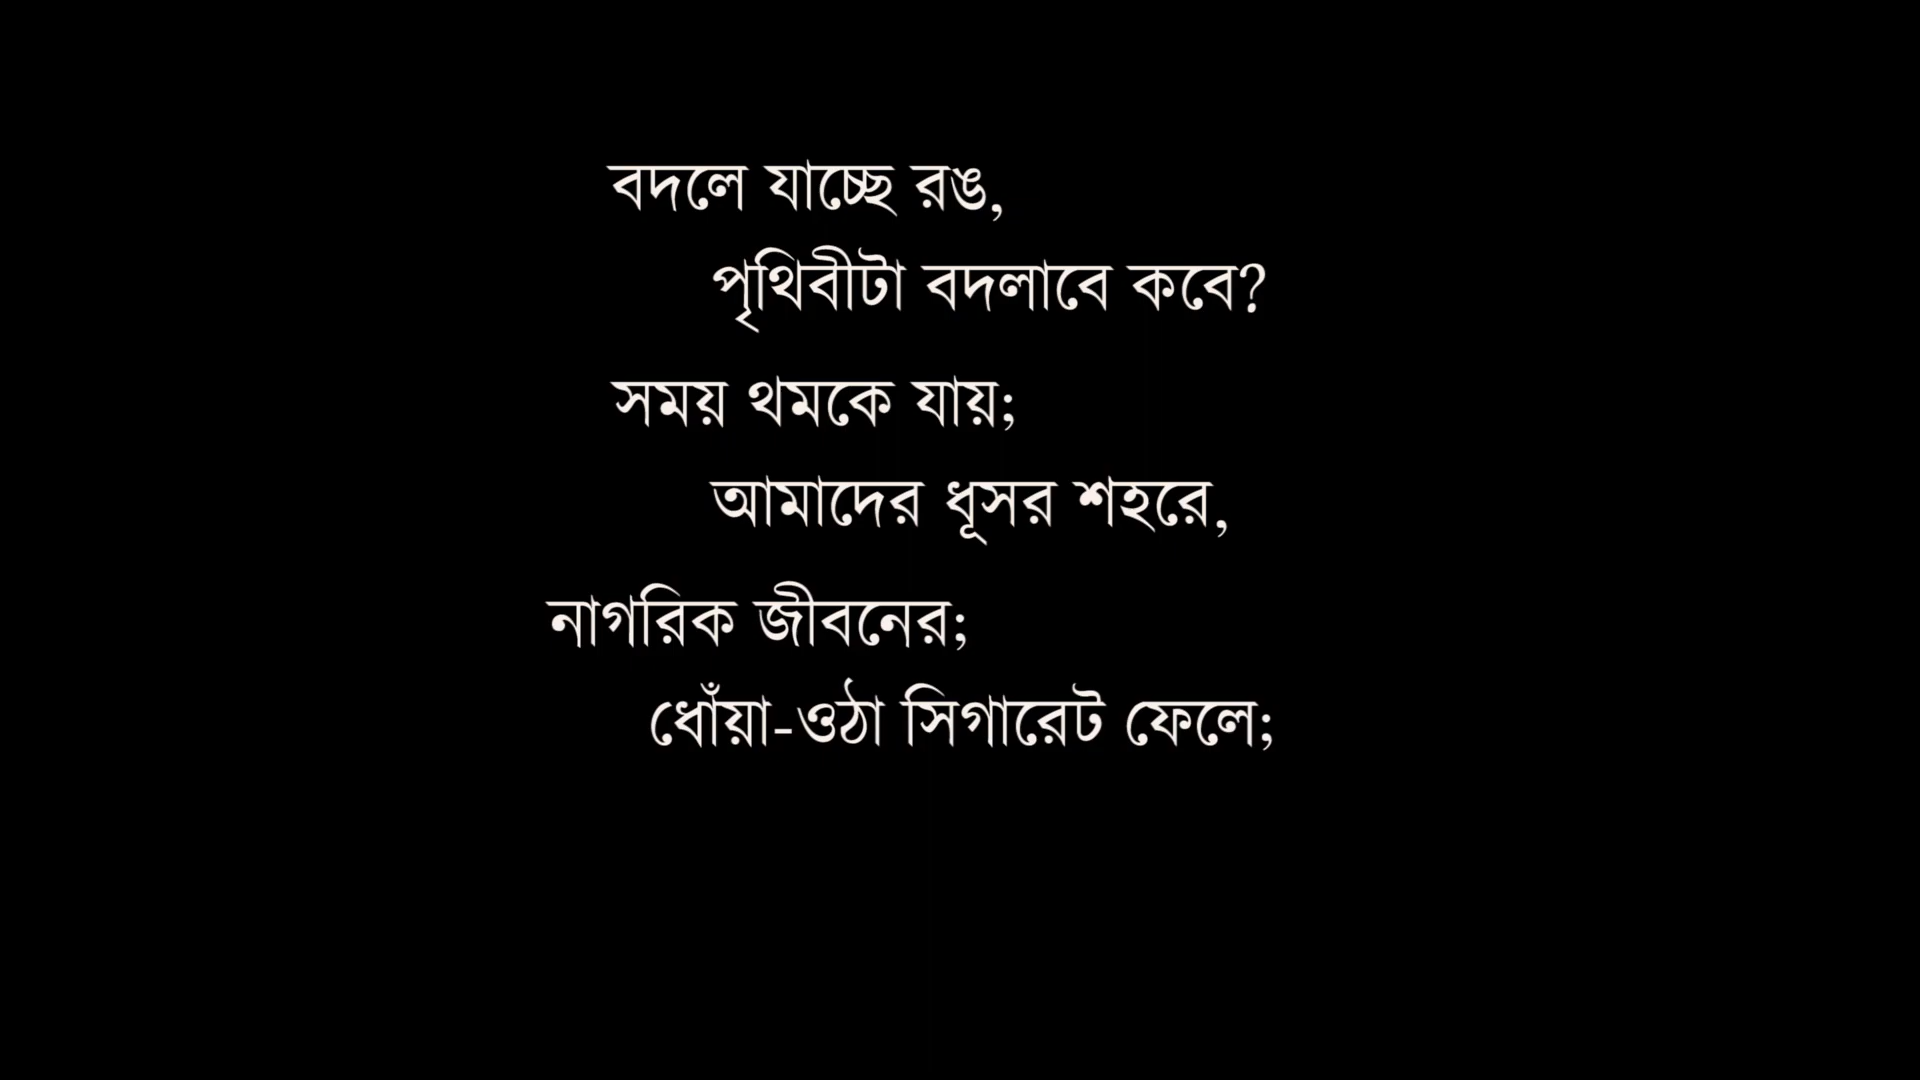 বদলে যাচ্ছে রঙ,
পৃথিবীটা বদলাবে কবে?
সময় থমকে যায়;
আমাদের ধূসর শহরে,
নাগরিক জীবনের;
ধোঁয়া-ওঠা সিগারেট ফেলে;